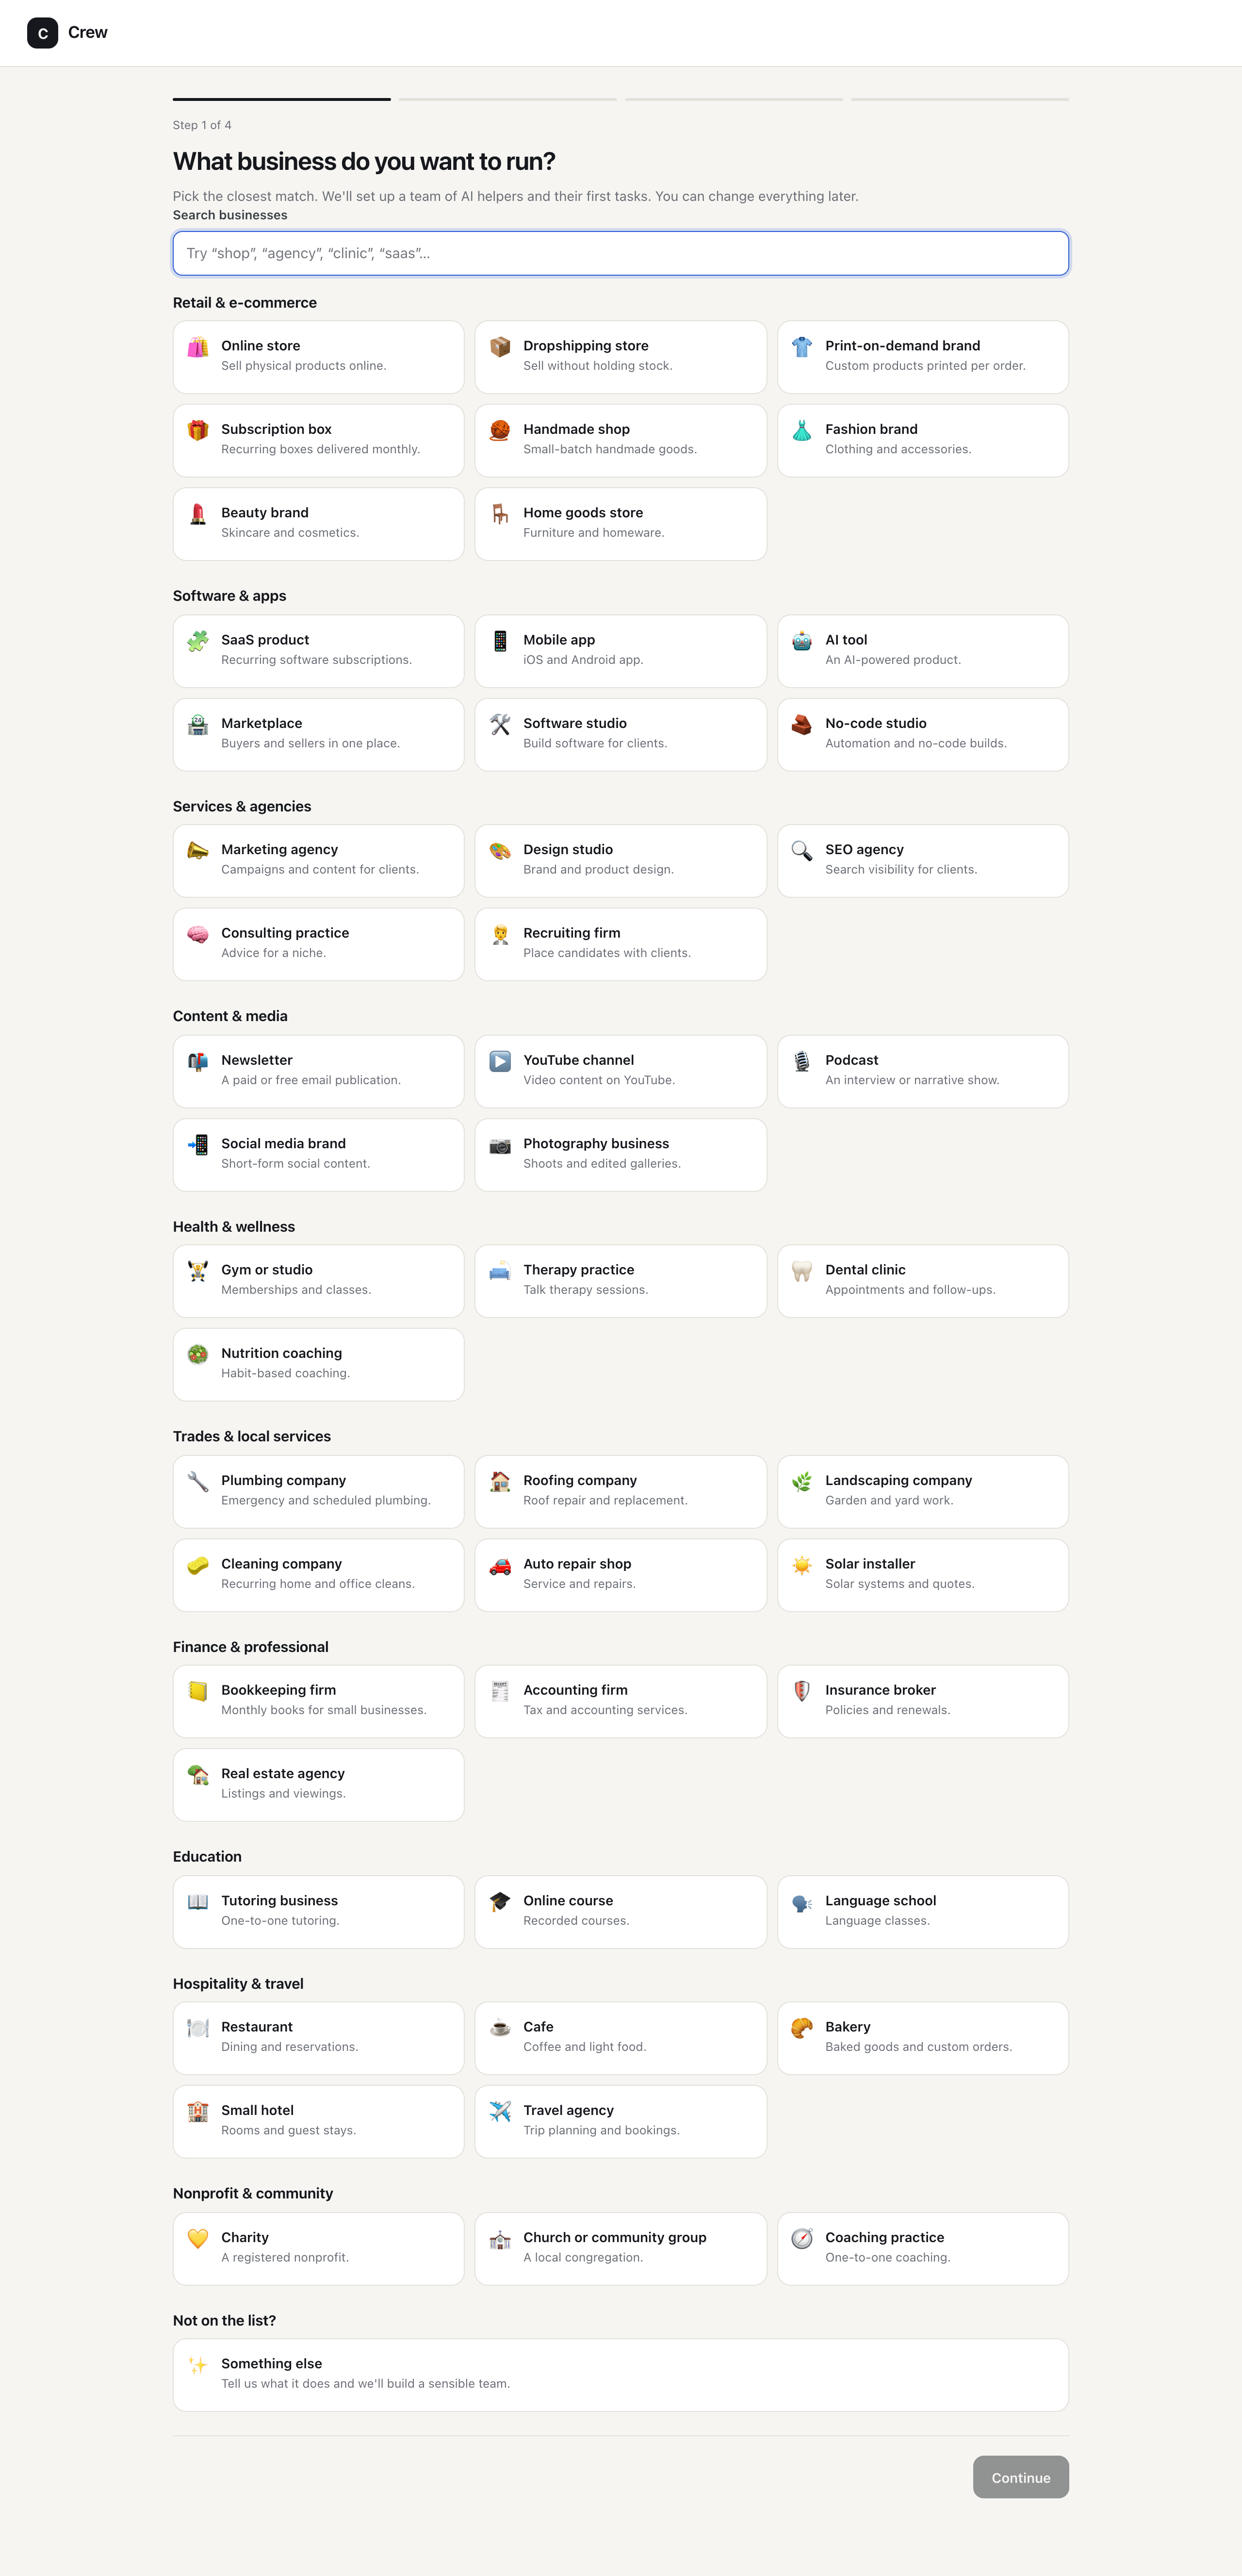 C Crew
Step 1 of 4
What business do you want to run?
Pick the closest match. We'll set up a team of AI helpers and their first tasks. You can change everything later.
Search businesses
Try “shop”, “agency”, “clinic”, “saas”…
Retail & e-commerce
Online store
Sell physical products online.
Dropshipping store
Sell without holding stock.
Print-on-demand brand
Custom products printed per order.
Subscription box
Recurring boxes delivered monthly.
Handmade shop
Small-batch handmade goods.
Fashion brand
Clothing and accessories.
Beauty brand
Skincare and cosmetics.
Home goods store
Furniture and homeware.
Software & apps
SaaS product
Recurring software subscriptions.
Mobile app
iOS and Android app.
AI tool
An AI-powered product.
Marketplace
Buyers and sellers in one place.
Software studio
Build software for clients.
No-code studio
Automation and no-code builds.
Services & agencies
Marketing agency
Campaigns and content for clients.
Design studio
Brand and product design.
SEO agency
Search visibility for clients.
Consulting practice
Advice for a niche.
Recruiting firm
Place candidates with clients.
Content & media
Newsletter
A paid or free email publication.
YouTube channel
Video content on YouTube.
Podcast
An interview or narrative show.
Social media brand
Short-form social content.
Photography business
Shoots and edited galleries.
Health & wellness
Gym or studio
Memberships and classes.
Therapy practice
Talk therapy sessions.
Dental clinic
Appointments and follow-ups.
Nutrition coaching
Habit-based coaching.
Trades & local services
Plumbing company
Emergency and scheduled plumbing.
Roofing company
Roof repair and replacement.
Landscaping company
Garden and yard work.
Cleaning company
Recurring home and office cleans.
Auto repair shop
Service and repairs.
Solar installer
Solar systems and quotes.
Finance & professional
Bookkeeping firm
Monthly books for small businesses.
Accounting firm
Tax and accounting services.
Insurance broker
Policies and renewals.
Real estate agency
Listings and viewings.
Education
Tutoring business
One-to-one tutoring.
Online course
Recorded courses.
Language school
Language classes.
Hospitality & travel
Restaurant
Dining and reservations.
Cafe
Coffee and light food.
Bakery
Baked goods and custom orders.
Small hotel
Rooms and guest stays.
Travel agency
Trip planning and bookings.
Nonprofit & community
Charity
A registered nonprofit.
Church or community group
A local congregation.
Coaching practice
One-to-one coaching.
Not on the list?
Something else
Tell us what it does and we'll build a sensible team.
Continue